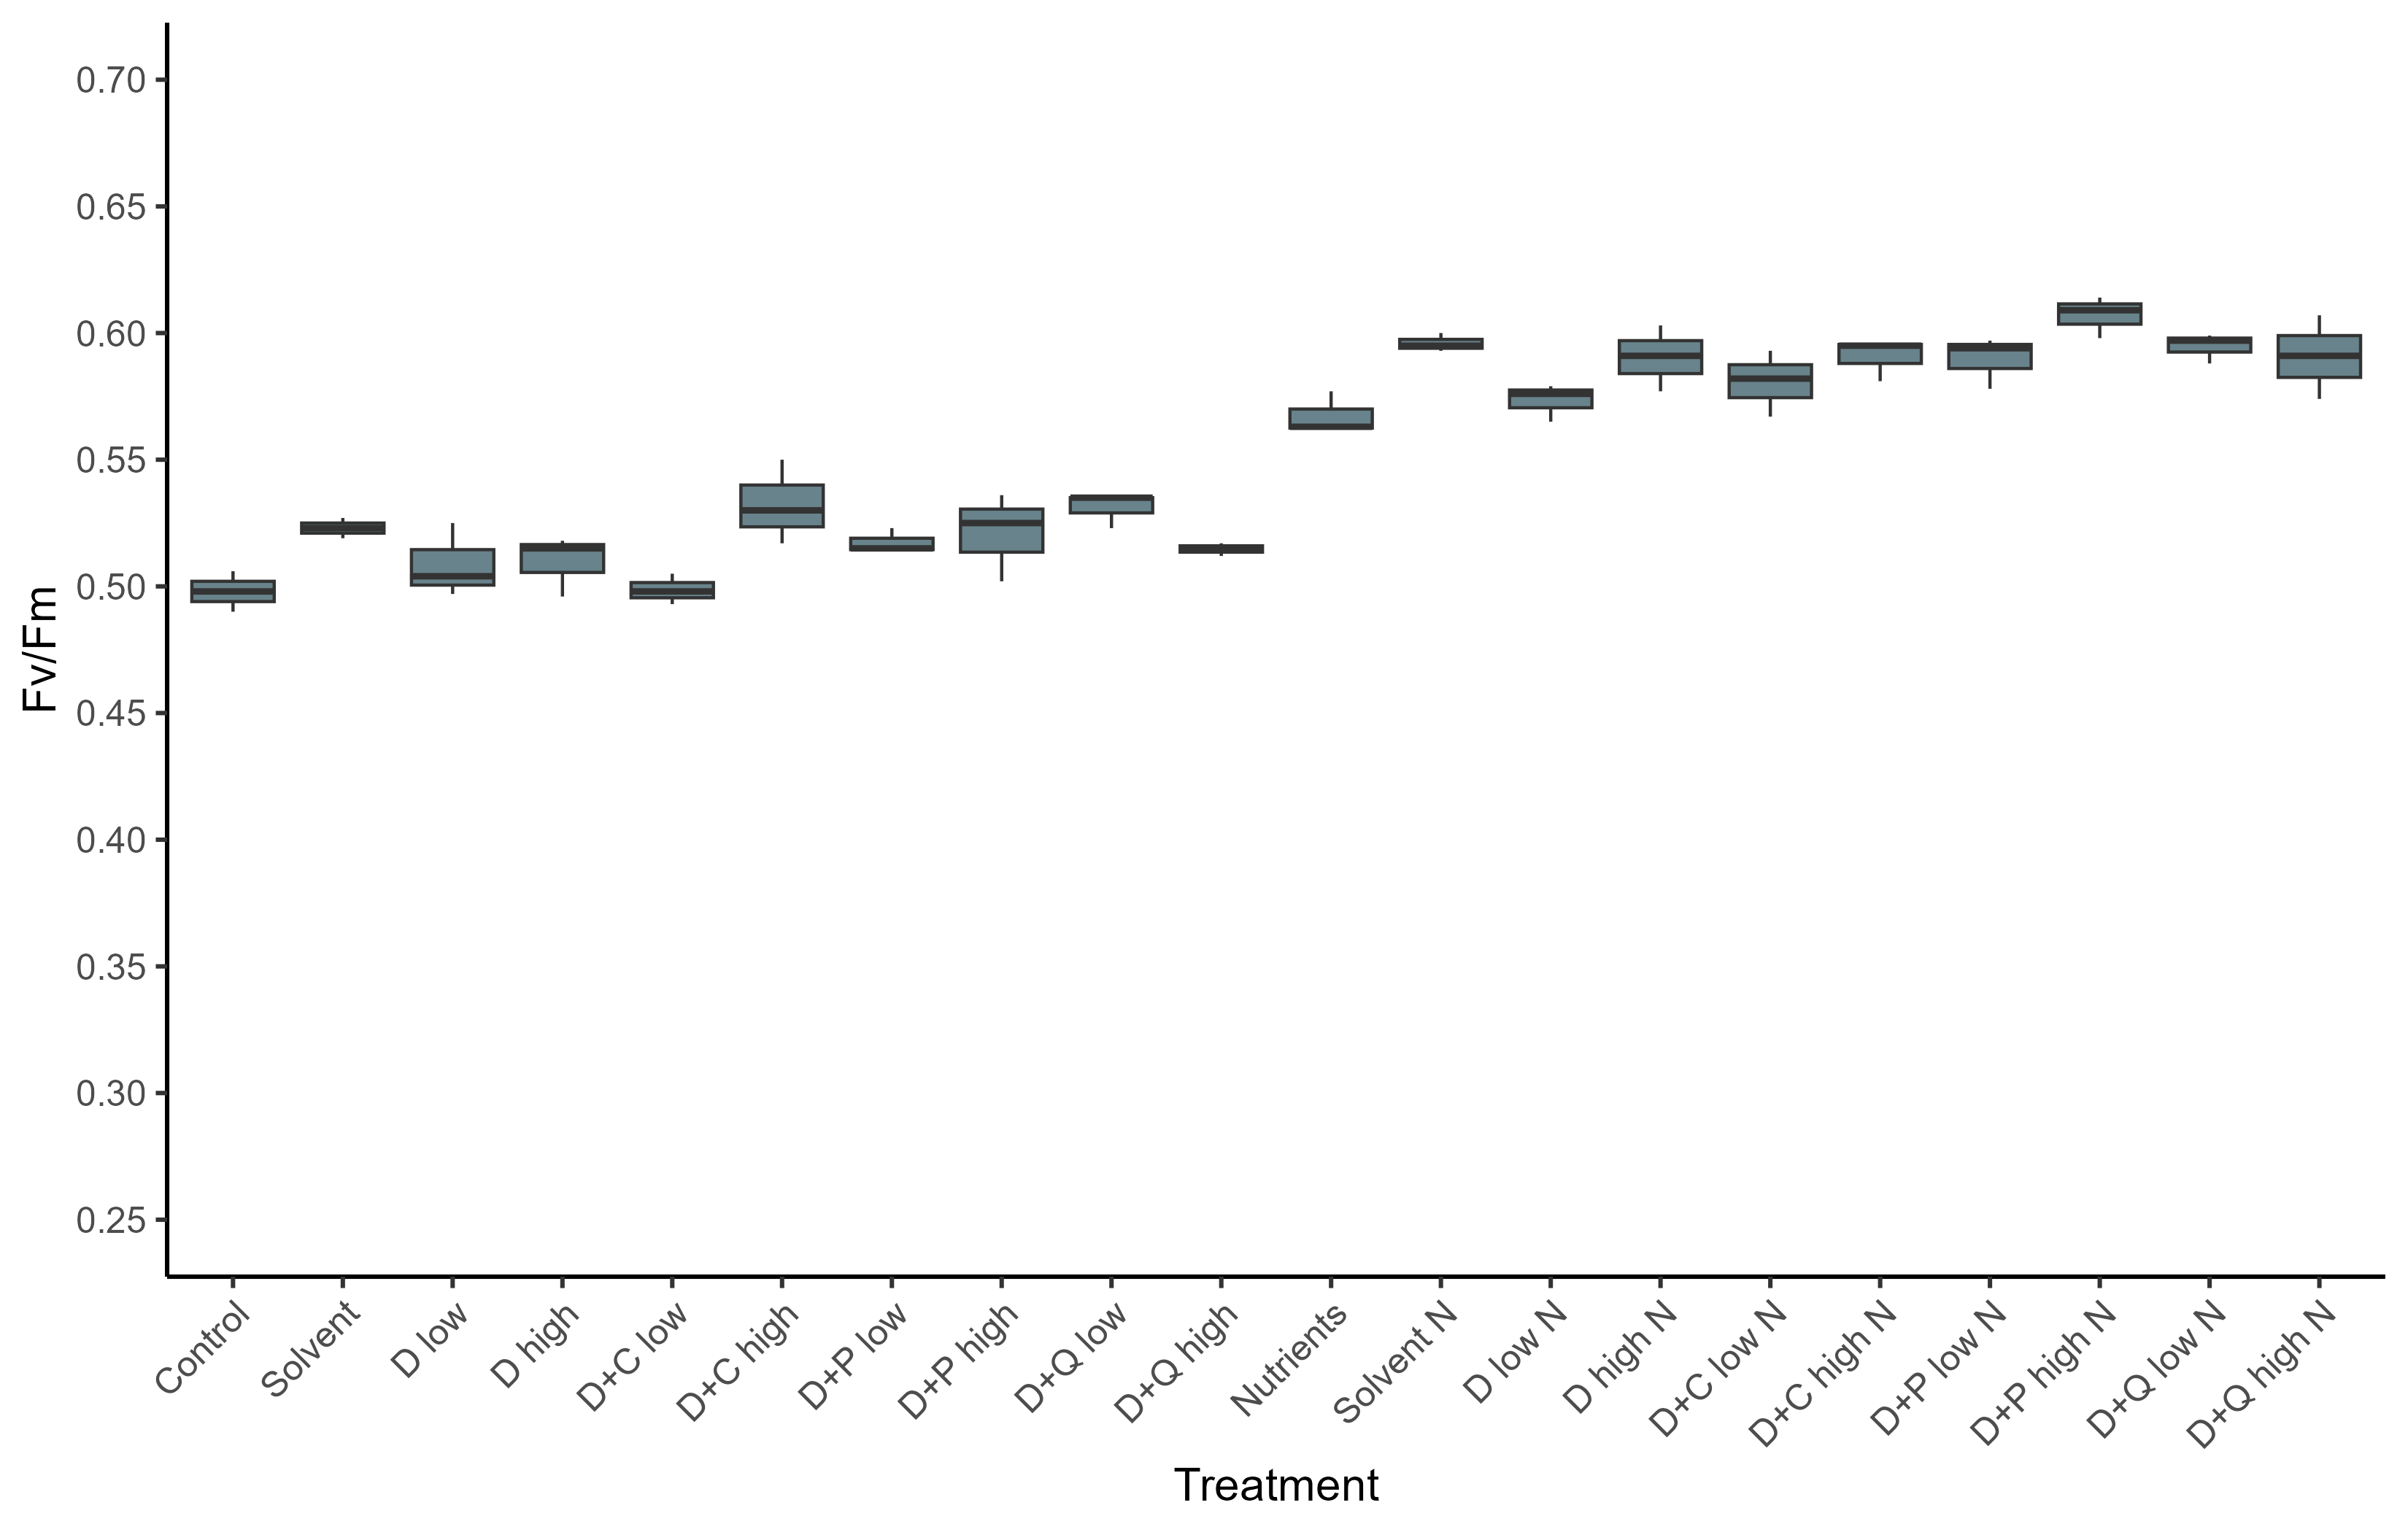 Fv/Fm
0.70
0.65
0.60
0.55
0.50
0.45
0.40
0.35
0.30
0.25
Control
Solvent
D low
D high
D+C low
D+C high
D+P low
D+P high
D+Q low
D+Q high
Nutrients
Solvent N
D low N
D high N
D+C low N
D+C high N
D+P low N
D+P high N
D+Q low N
D+Q high N
Treatment